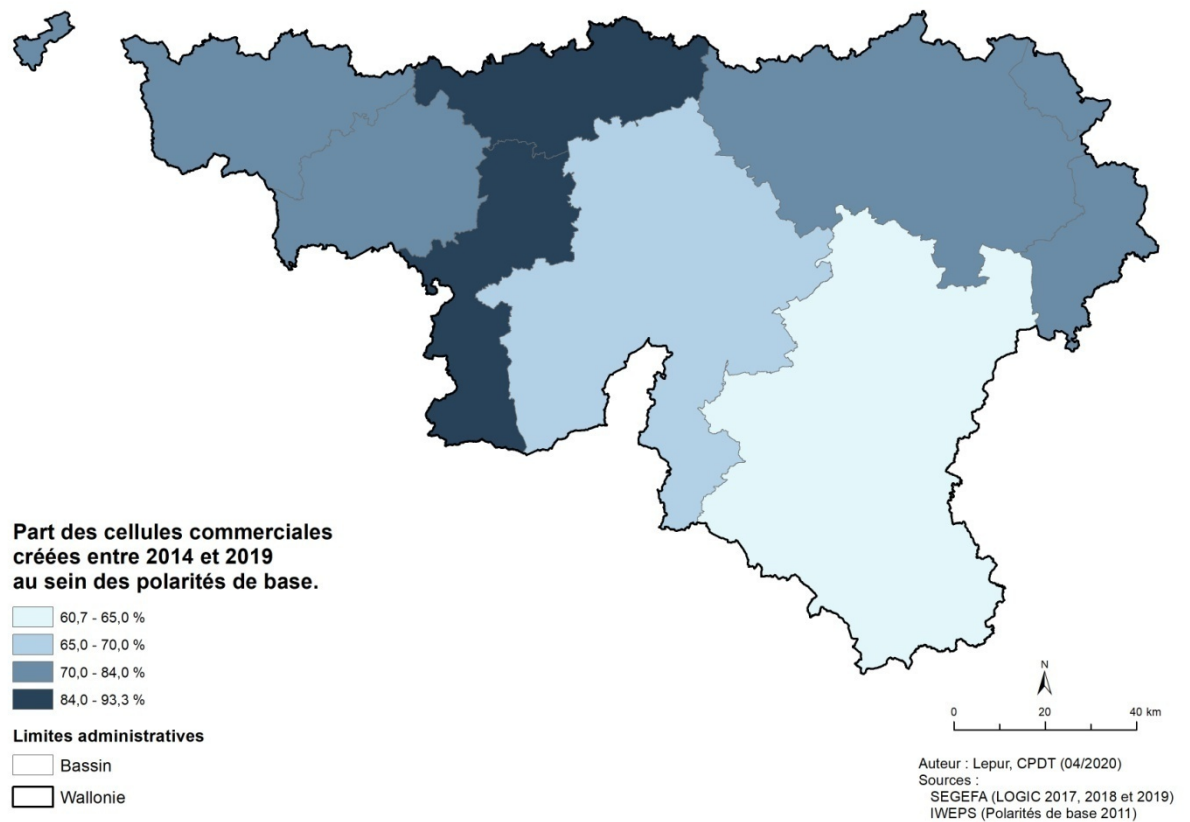 Part des cellules commerciales
créées entre 2014 et 2019
au sein des polarités de base.
60,7 - 65,0 %
65,0 - 70,0 %
70,0 - 84,0 %
84,0 - 93,3 %
Limites administratives
Bassin
Wallonie
N
0 20 40 km
Auteur : Lepur, CPDT (04/2020)
Sources :
SEGEFA (LOGIC 2017, 2018 et 2019)
IWEPS (Polarités de base 2011)